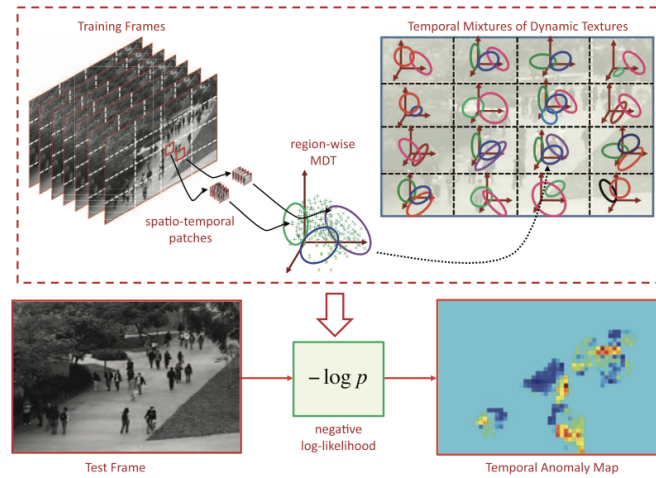 Training Frames
Temporal Mixtures of Dynamic Textures
region-wise
MDT
spatio-temporal
patches
− log p
negative
log-likelihood
Test Frame
Temporal Anomaly Map